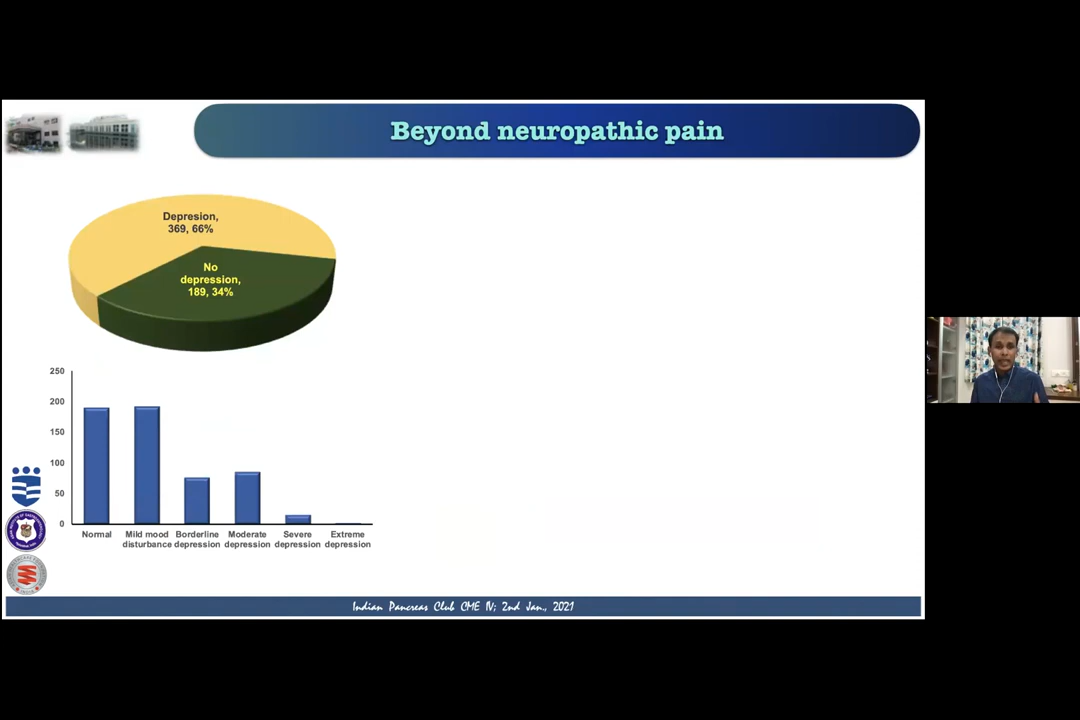 Beyond neuropathic pain
Depresion,
369, 66%
No
depression,
189, 34%
250
200
150
100
50
0
Normal
Mild mood
disturbance
Borderline
depression
Moderate
depression
Severe
depression
Extreme
depression
Indian Pancreas Club CME IV; 2nd Jan., 2021